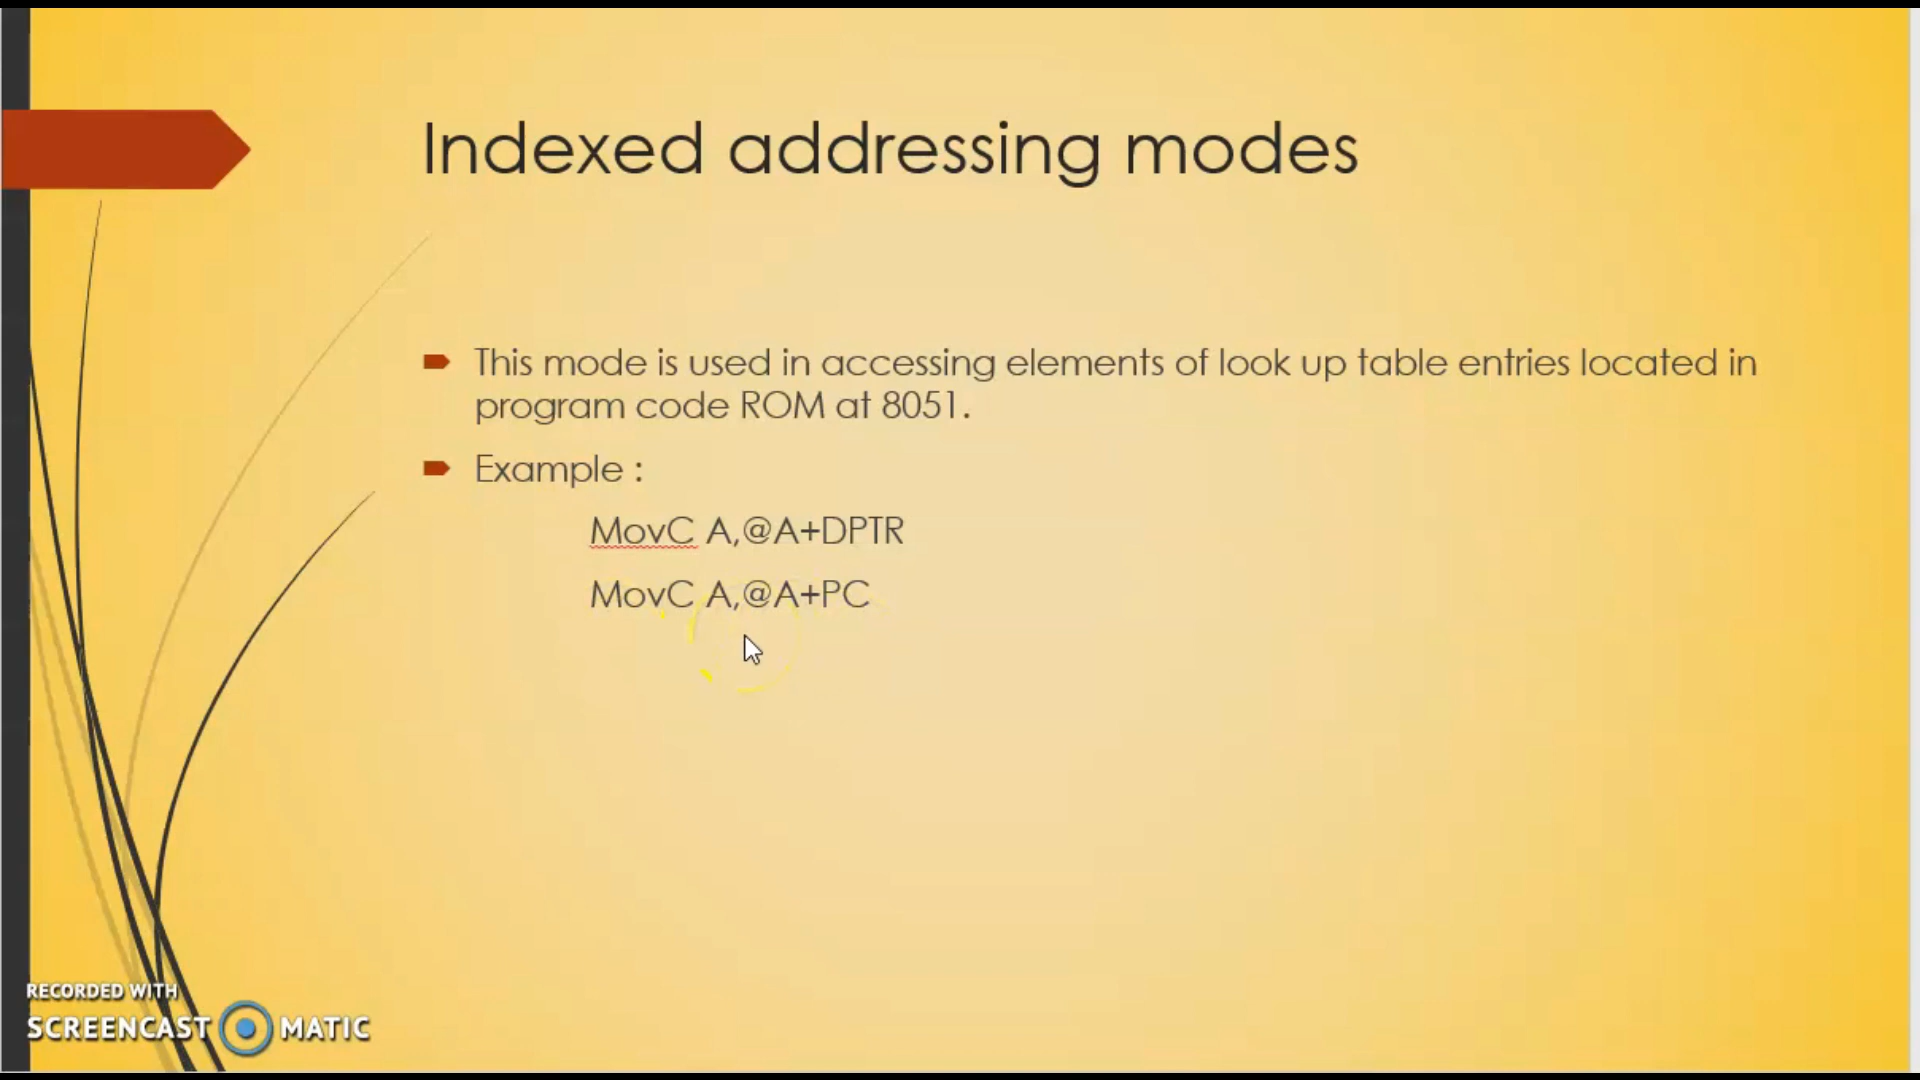 Indexed addressing modes
This mode is used in accessing elements of look up table entries located in
program code ROM at 8051.
Example :
MovC A,@A+DPTR
MovC A,@A+PC
RECORDED WITH
SCREENCAST MATIC